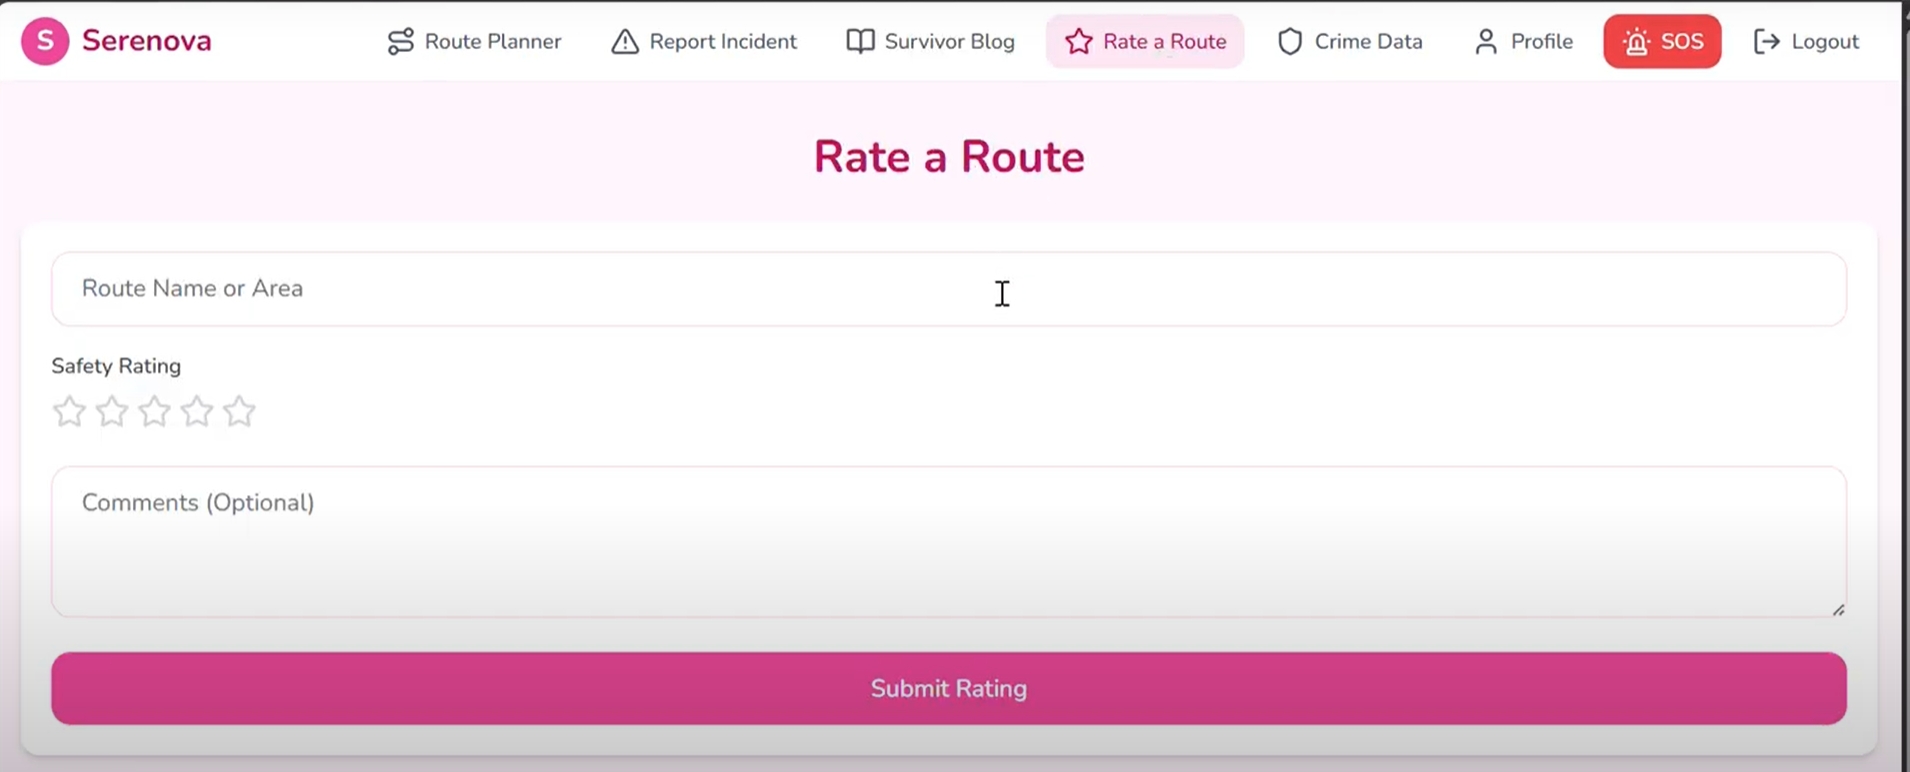 S Serenova Route Planner Report Incident Survivor Blog Rate a Route Crime Data Profile SOS Logout
Rate a Route
Route Name or Area
Safety Rating
Comments (Optional)
Submit Rating